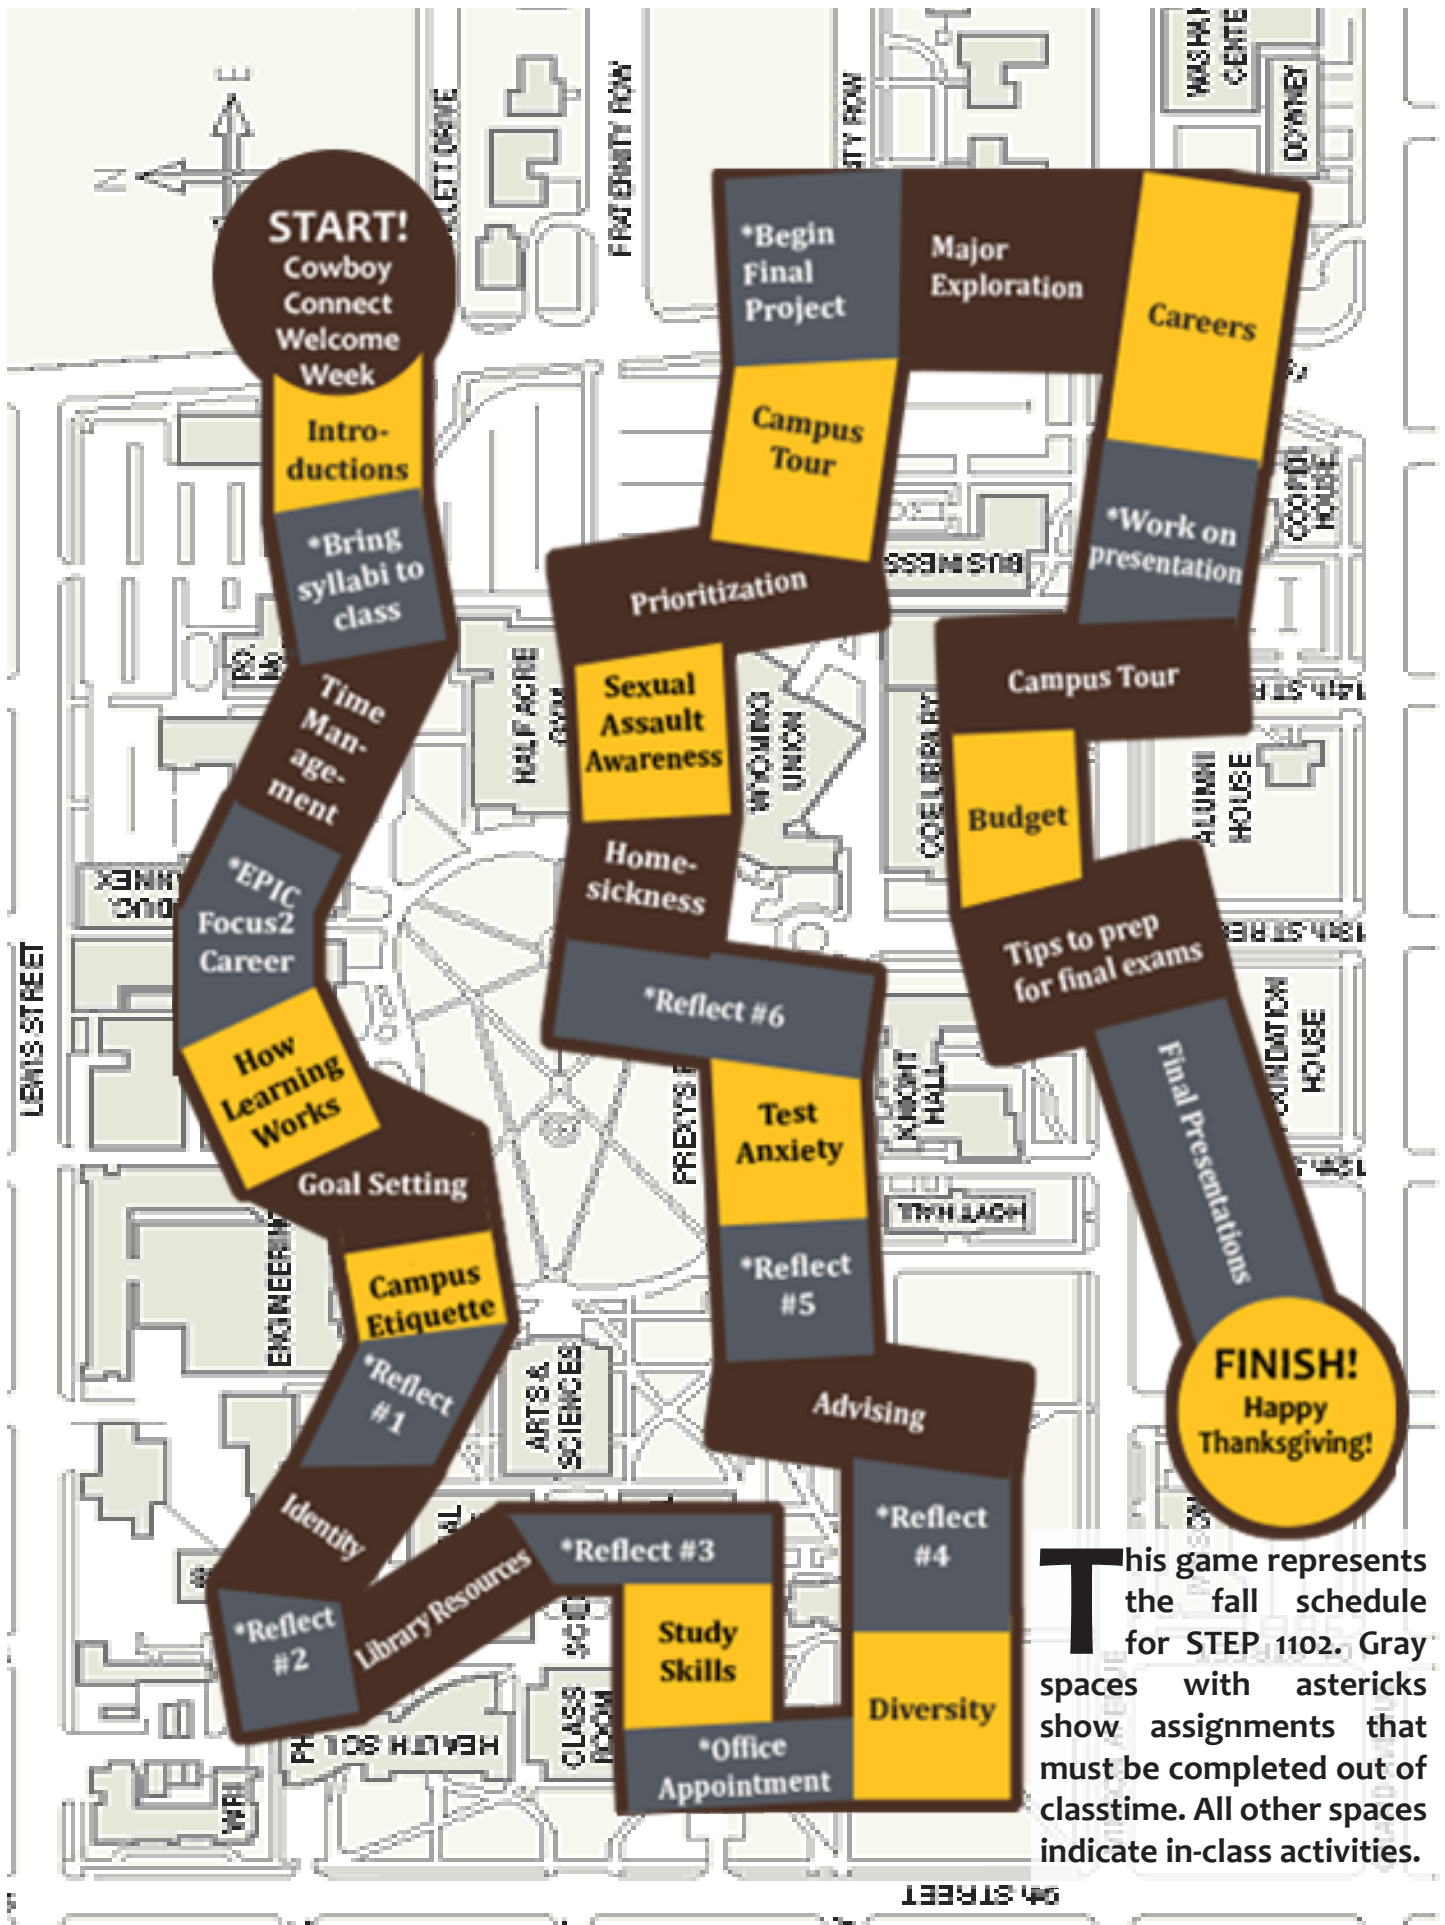 START!
Cowboy
Connect
Welcome
Week
Intro-
ductions
*Bring
syllabi to
class
Time
Man-
age-
ment
*EPIC
Focus2
Career
How
Learning
Works
Goal Setting
Campus
Etiquette
*Reflect
#1
Identity
*Reflect
#2
Library Resources
*Reflect #3
Study
Skills
*Office
Appointment
Diversity
*Reflect
#4
Advising
*Reflect
#5
Test
Anxiety
*Reflect #6
Home-
sickness
Sexual
Assault
Awareness
Prioritization
Campus
Tour
*Begin
Final
Project
Major
Exploration
Careers
*Work on
presentation
Campus Tour
Budget
Tips to prep
for final exams
Final Presentations
FINISH!
Happy
Thanksgiving!
This game represents
the fall schedule
for STEP 1102. Gray
spaces with astericks
show assignments that
must be completed out of
classtime. All other spaces
indicate in-class activities.
N
E
FRATERNITY ROW
DOWNEY
BUSINESS
HALF ACRE
GYM
WYOMING
UNION
COE LIBRARY
ALUMNI
HOUSE
LEWIS STREET
KNIGHT
HALL
HOYT HALL
HOUSE
ARTS &
SCIENCES
CLASS
ROOM
WRI
9th STREET